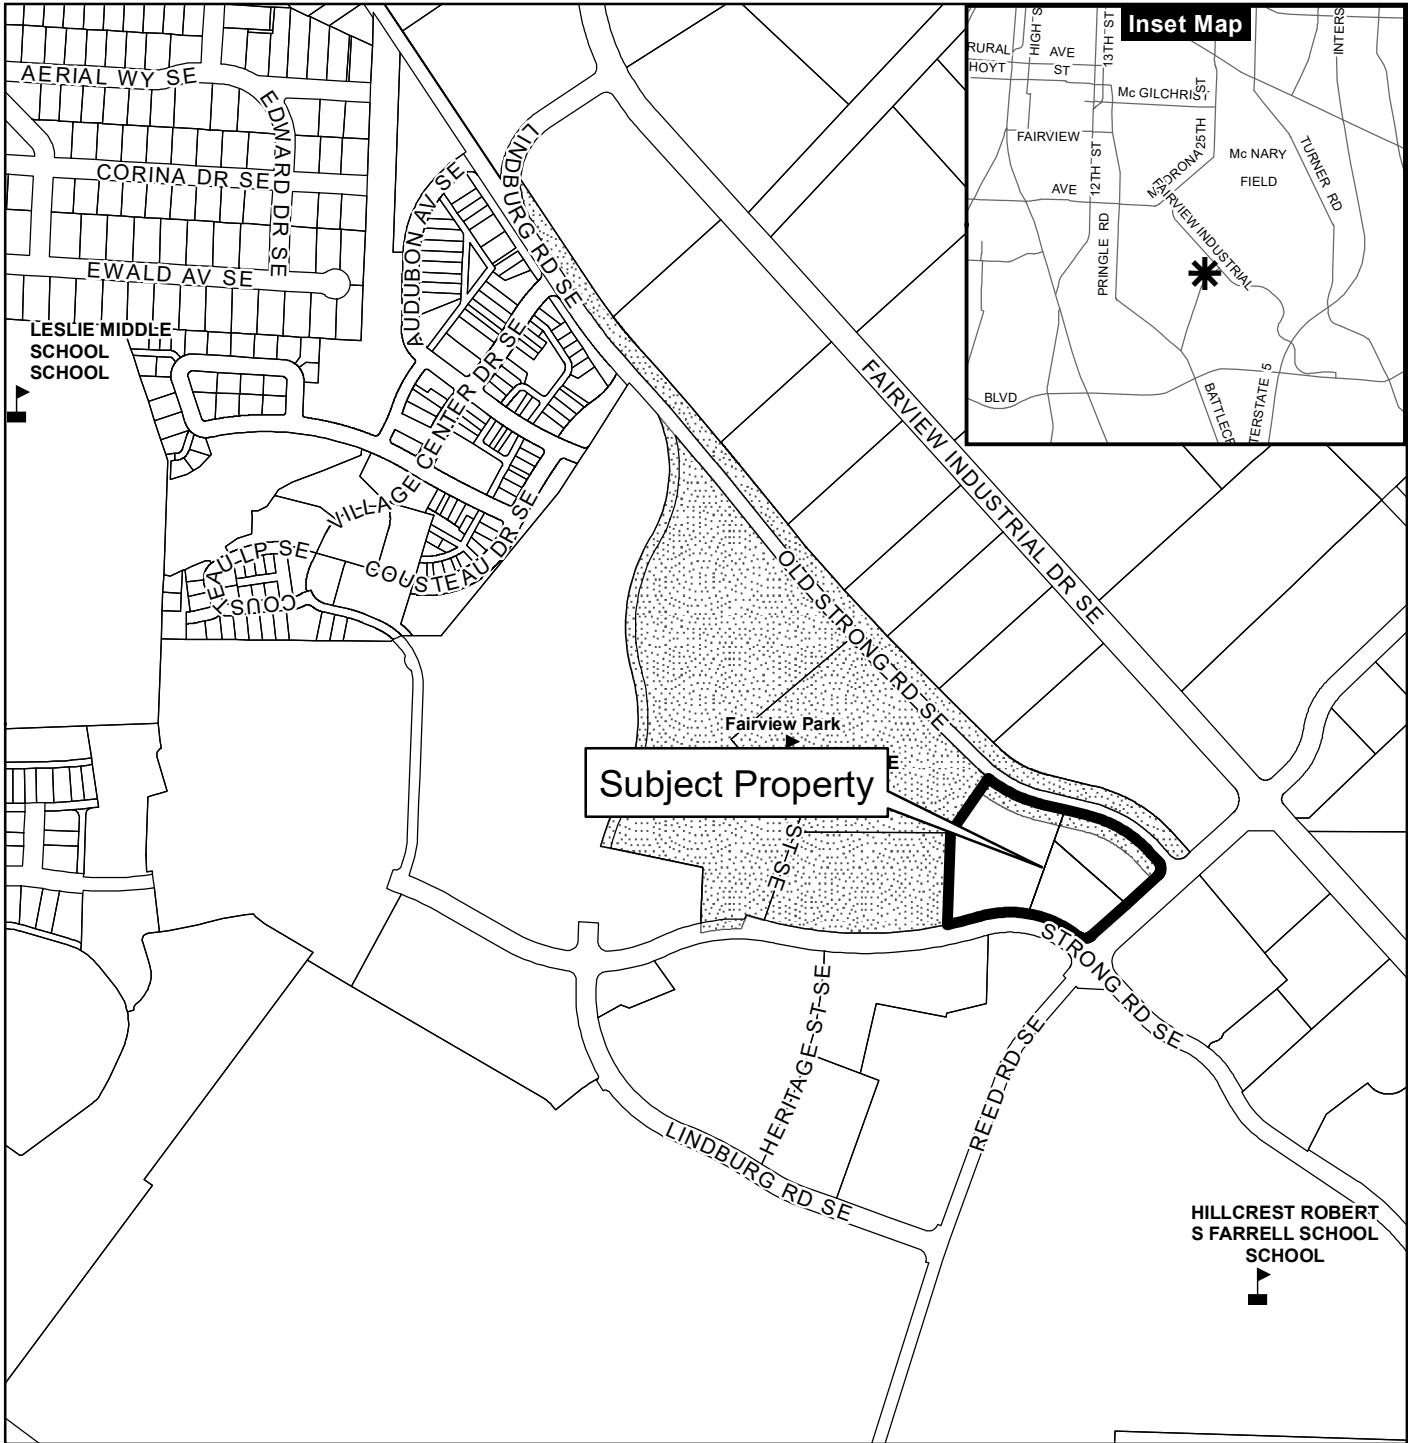 Inset Map
RURAL
AVE
HOYT
ST
HIGH S
13TH ST
INTERS
Mc GILCHRIST
ST
FAIRVIEW
12TH ST
25TH
Mc NARY
FIELD
TURNER RD
AVE
FAIRVIEW INDUSTRIAL
PRINGLE RD
BLVD
BATTLECR
TERSTATE 5
AERIAL WY SE
EDWARD DR SE
CORINA DR SE
EWALD AV SE
LINDBURG RD SE
AUDUBON AV SE
LESLIE MIDDLE
SCHOOL
SCHOOL
VILLAGE CENTER DR SE
COUSTEAU DR SE
COUSTEAU LP SE
FAIRVIEW INDUSTRIAL DR SE
OLD STRONG RD SE
Fairview Park
E
Subject Property
ST SE
STRONG RD SE
HERITAGE ST SE
REED RD SE
LINDBURG RD SE
HILLCREST ROBERT
S FARRELL SCHOOL
SCHOOL